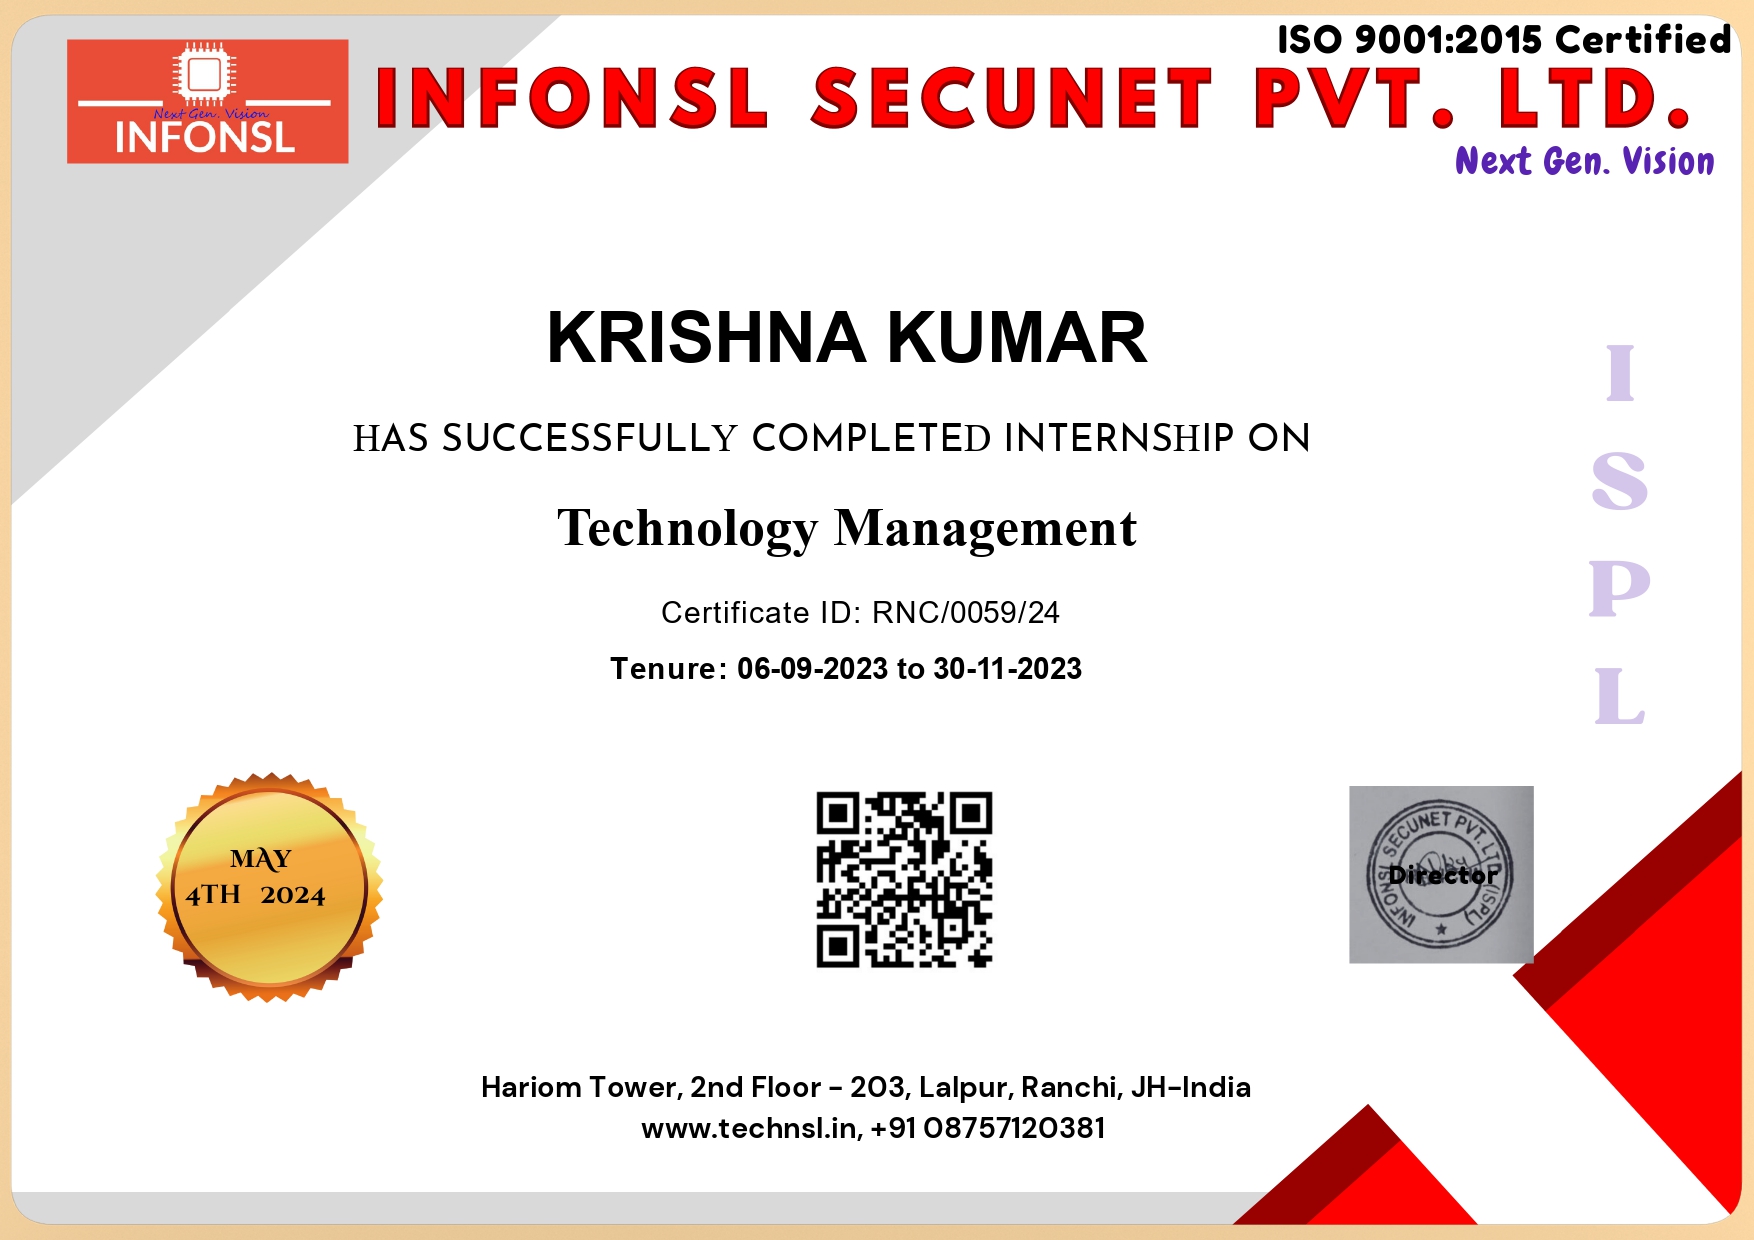 ISO 9001:2015 Certified
INFONSL SECUNET PVT. LTD.
Next Gen. Vision
Next Gen. Vision
INFONSL
KRISHNA KUMAR
HAS SUCCESSFULLY COMPLETED INTERNSHIP ON
Technology Management
Certificate ID: RNC/0059/24
Tenure: 06-09-2023 to 30-11-2023
I
S
P
L
MAY
4TH 2024
INFONSL SECUNET PVT. LTD. (ISPL)
Director
Hariom Tower, 2nd Floor - 203, Lalpur, Ranchi, JH-India
www.technsl.in, +91 08757120381